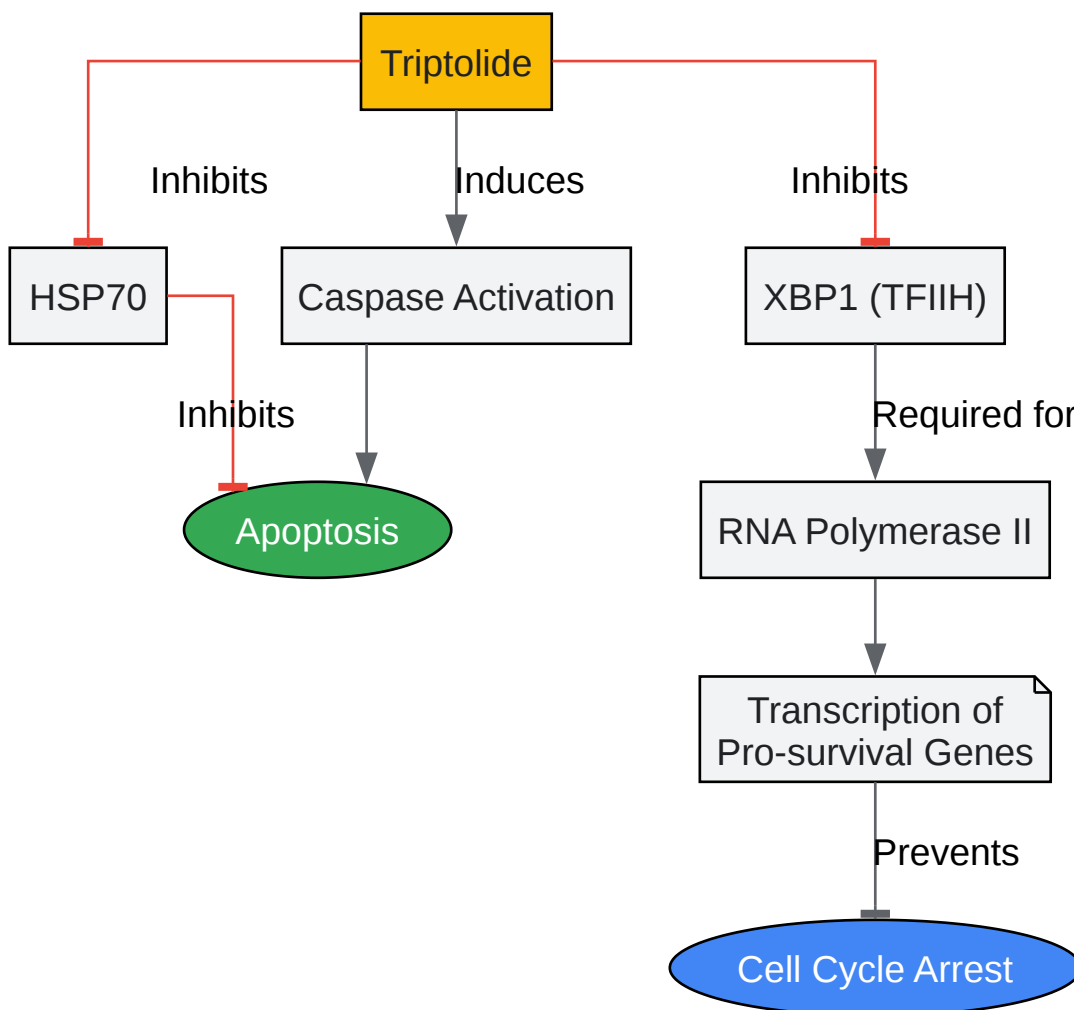 Triptolide
Inhibits
Induces
Inhibits
HSP70
Caspase Activation
XBP1 (TFIIH)
Inhibits
Required for
Apoptosis
RNA Polymerase II
Transcription of
Pro-survival Genes
Prevents
Cell Cycle Arrest